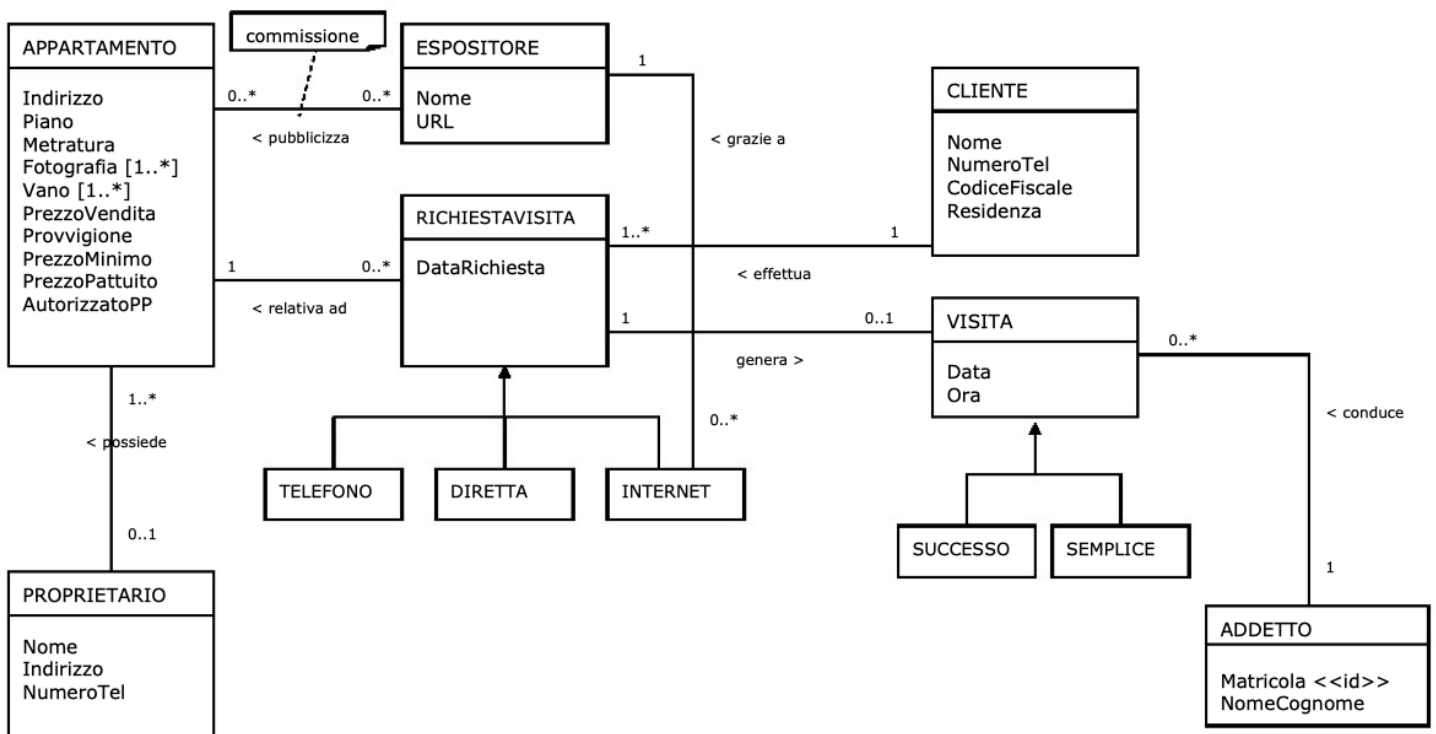 APPARTAMENTO
Indirizzo
Piano
Metratura
Fotografia [1..*]
Vano [1..*]
PrezzoVendita
Provvigione
PrezzoMinimo
PrezzoPattuito
AutorizzatoPP
commissione
0..*
0..*
< pubblicizza
ESPOSITORE
Nome
URL
1
< grazie a
0..*
CLIENTE
Nome
NumeroTel
CodiceFiscale
Residenza
RICHIESTAVISITA
DataRichiesta
1
0..*
< relativa ad
1..*
1
< effettua
1
0..1
genera >
VISITA
Data
Ora
0..*
< conduce
1
1..*
< possiede
0..1
TELEFONO
DIRETTA
INTERNET
SUCCESSO
SEMPLICE
PROPRIETARIO
Nome
Indirizzo
NumeroTel
ADDETTO
Matricola <<id>>
NomeCognome